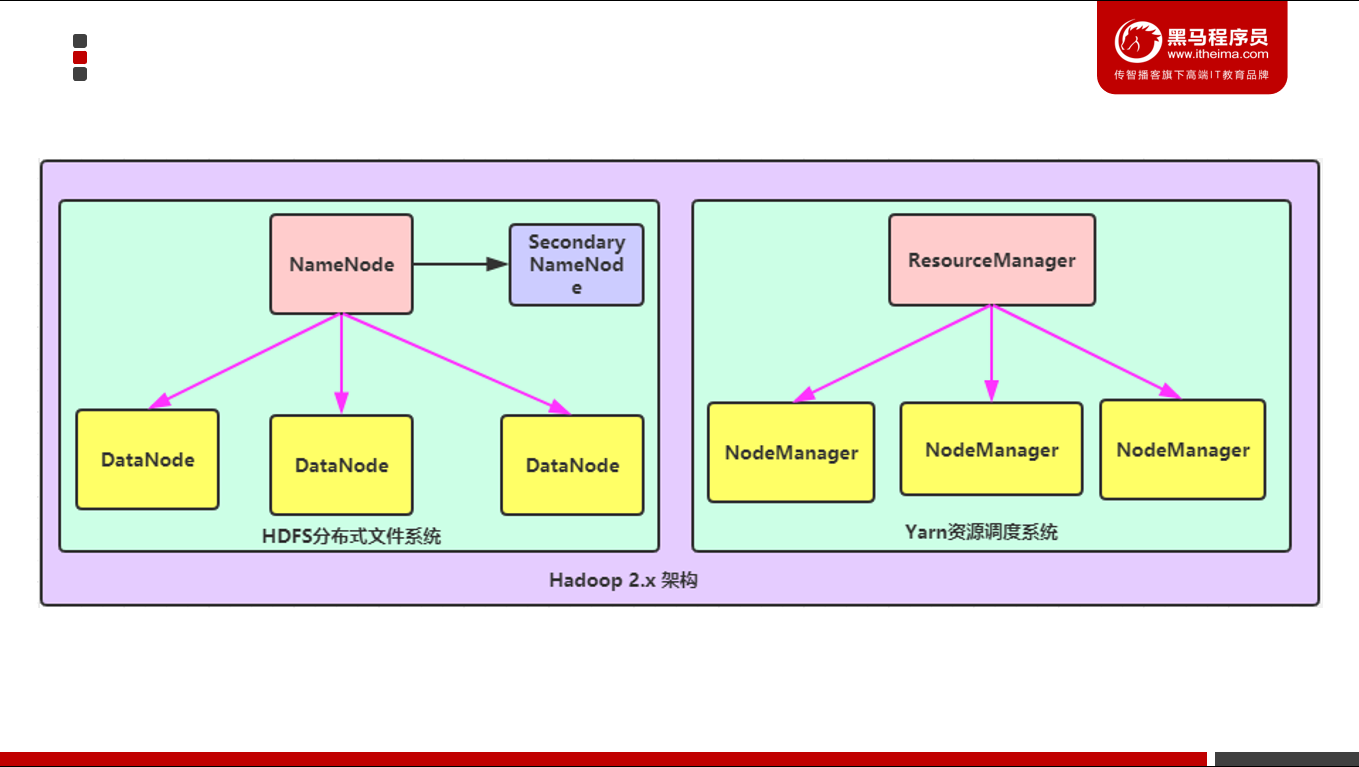 黑马程序员
www.itheima.com
传智播客旗下高端IT教育品牌
NameNode
Secondary
NameNod
e
DataNode
DataNode
DataNode
HDFS分布式文件系统
ResourceManager
NodeManager
NodeManager
NodeManager
Yarn资源调度系统
Hadoop 2.x 架构